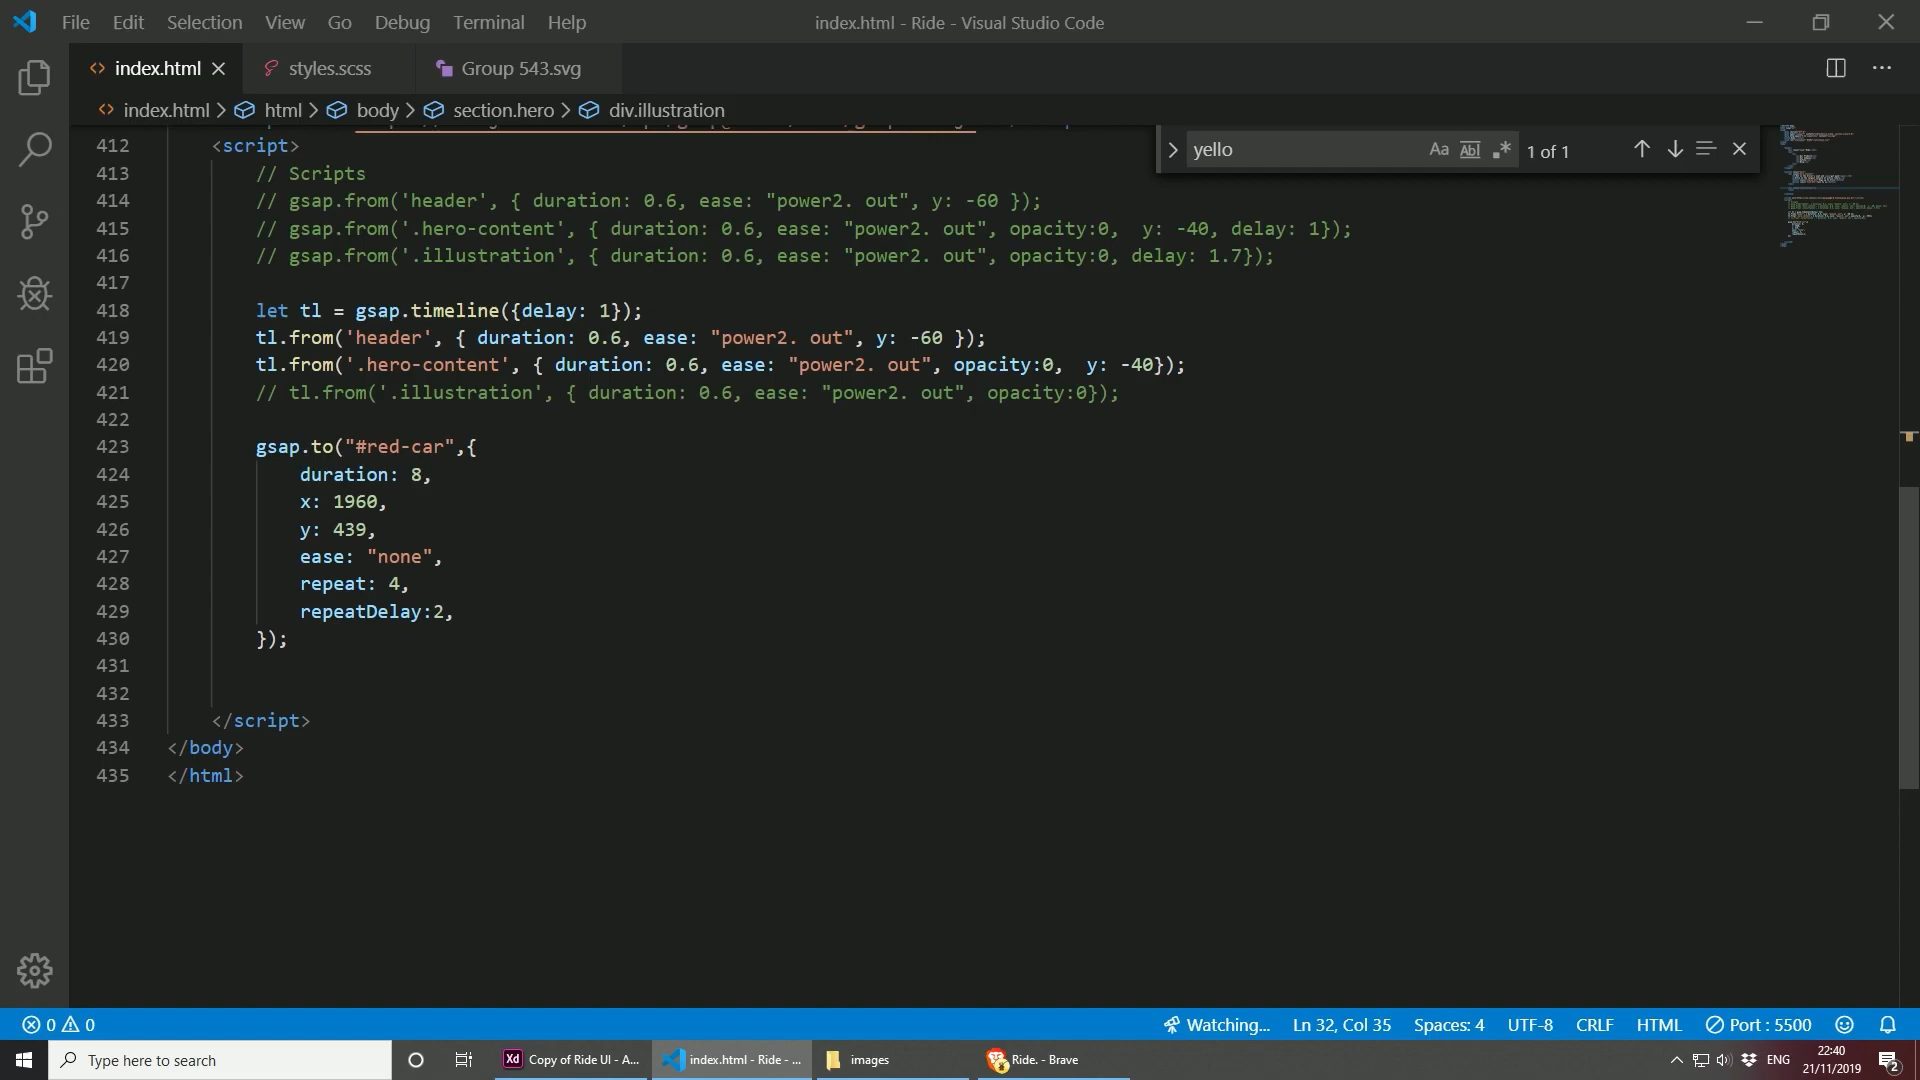 File Edit Selection View Go Debug Terminal Help
index.html - Ride - Visual Studio Code
index.html styles.scss Group 543.svg
index.html > html > body > section.hero > div.illustration
yello Aa Abl .* 1 of 1
412 <script>
413 // Scripts
414 // gsap.from('header', { duration: 0.6, ease: "power2. out", y: -60 });
415 // gsap.from('.hero-content', { duration: 0.6, ease: "power2. out", opacity:0,  y: -40, delay: 1});
416 // gsap.from('.illustration', { duration: 0.6, ease: "power2. out", opacity:0, delay: 1.7});
417
418 let tl = gsap.timeline({delay: 1});
419 tl.from('header', { duration: 0.6, ease: "power2. out", y: -60 });
420 tl.from('.hero-content', { duration: 0.6, ease: "power2. out", opacity:0,  y: -40});
421 // tl.from('.illustration', { duration: 0.6, ease: "power2. out", opacity:0});
422
423 gsap.to("#red-car",{
424 duration: 8,
425 x: 1960,
426 y: 439,
427 ease: "none",
428 repeat: 4,
429 repeatDelay:2,
430 });
431
432
433 </script>
434 </body>
435 </html>
0 0 Watching... Ln 32, Col 35 Spaces: 4 UTF-8 CRLF HTML Port : 5500
Type here to search Xd Copy of Ride UI - A... index.html - Ride - ... images Ride. - Brave ENG 22:40
21/11/2019 2